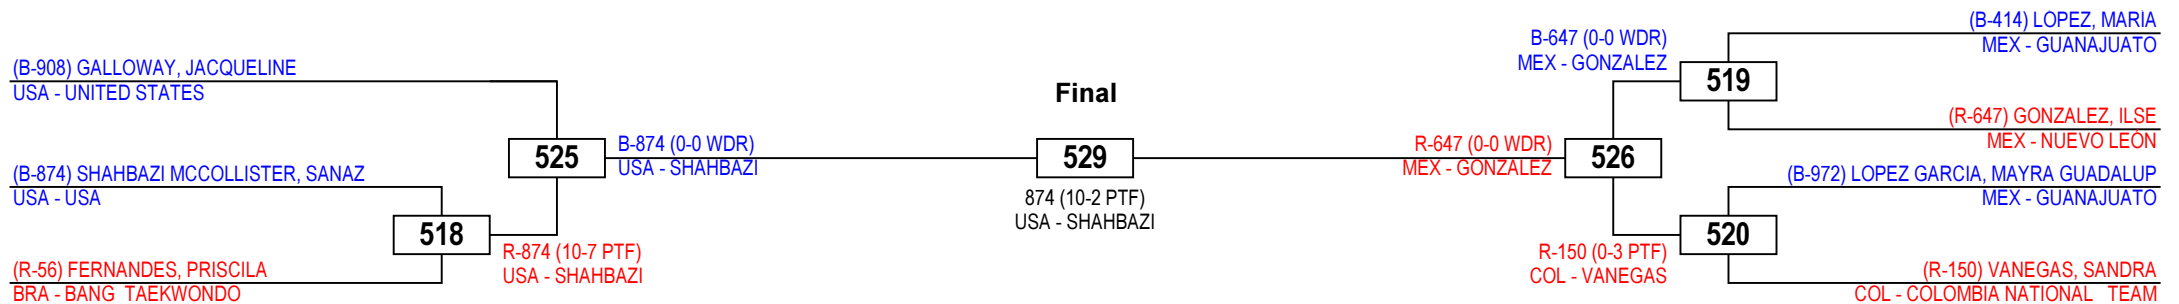 (B-908) GALLOWAY, JACQUELINE
USA - UNITED STATES
(B-874) SHAHBAZI MCCOLLISTER, SANAZ
USA - USA
(R-56) FERNANDES, PRISCILA
BRA - BANG TAEKWONDO
518
R-874 (10-7 PTF)
USA - SHAHBAZI
525
B-874 (0-0 WDR)
USA - SHAHBAZI
Final
529
874 (10-2 PTF)
USA - SHAHBAZI
R-647 (0-0 WDR)
MEX - GONZALEZ
526
B-647 (0-0 WDR)
MEX - GONZALEZ
R-150 (0-3 PTF)
COL - VANEGAS
519
520
(B-414) LOPEZ, MARIA
MEX - GUANAJUATO
(R-647) GONZALEZ, ILSE
MEX - NUEVO LEÓN
(B-972) LOPEZ GARCIA, MAYRA GUADALUP
MEX - GUANAJUATO
(R-150) VANEGAS, SANDRA
COL - COLOMBIA NATIONAL TEAM